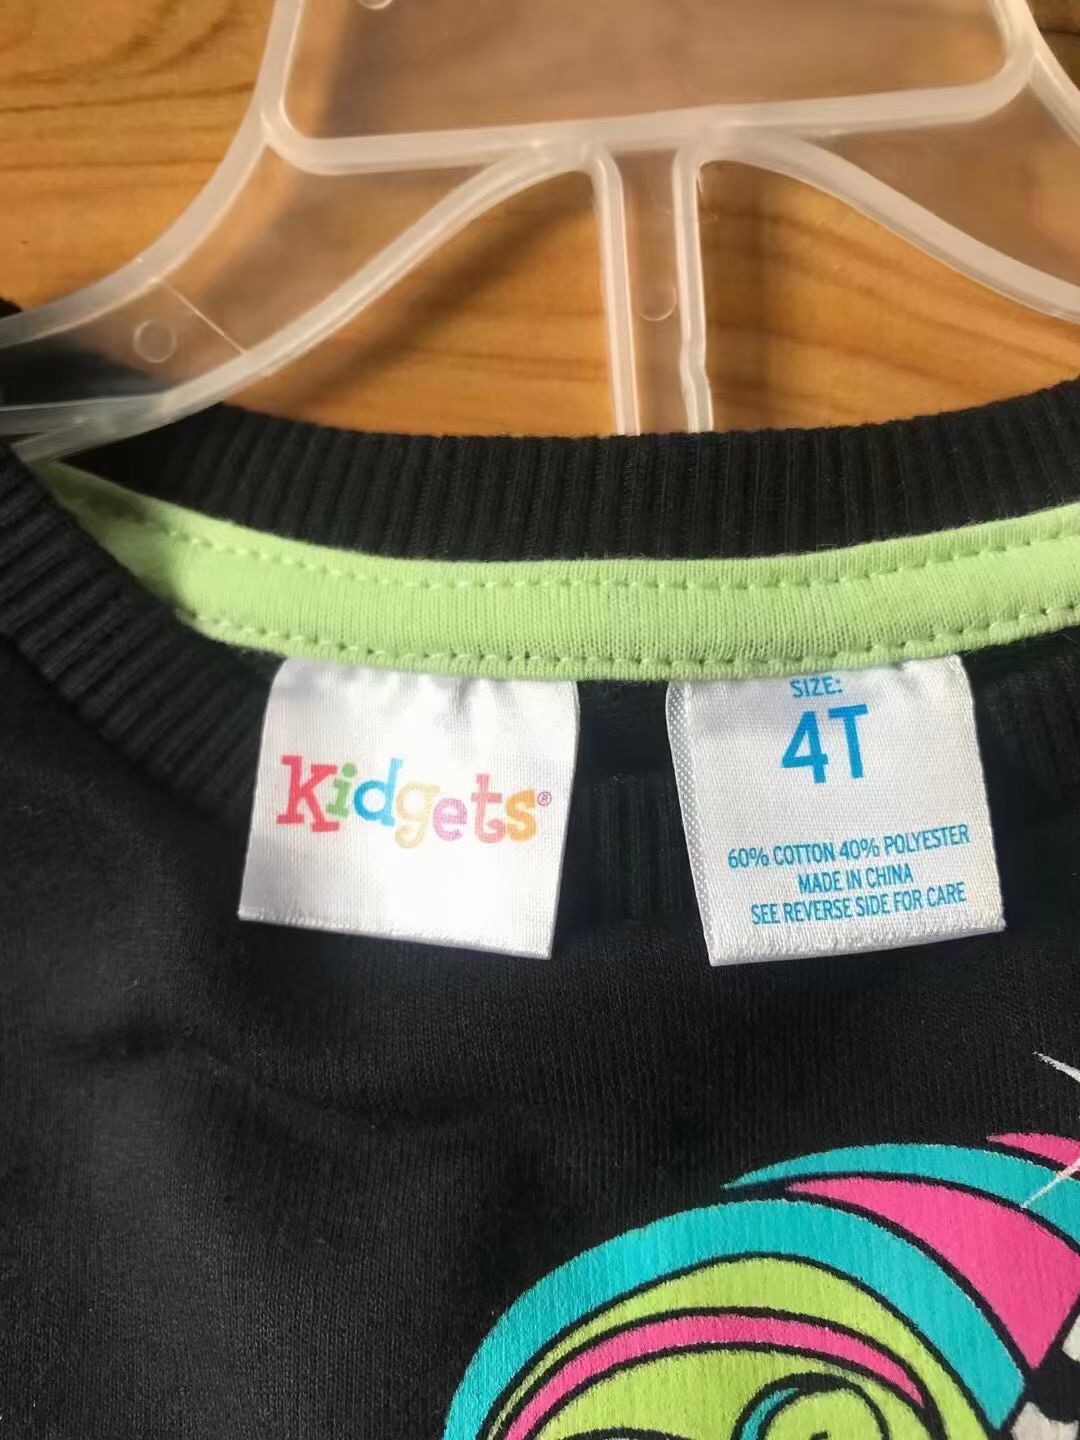 Kidgets®
SIZE:
4T
60% COTTON 40% POLYESTER
MADE IN CHINA
SEE REVERSE SIDE FOR CARE